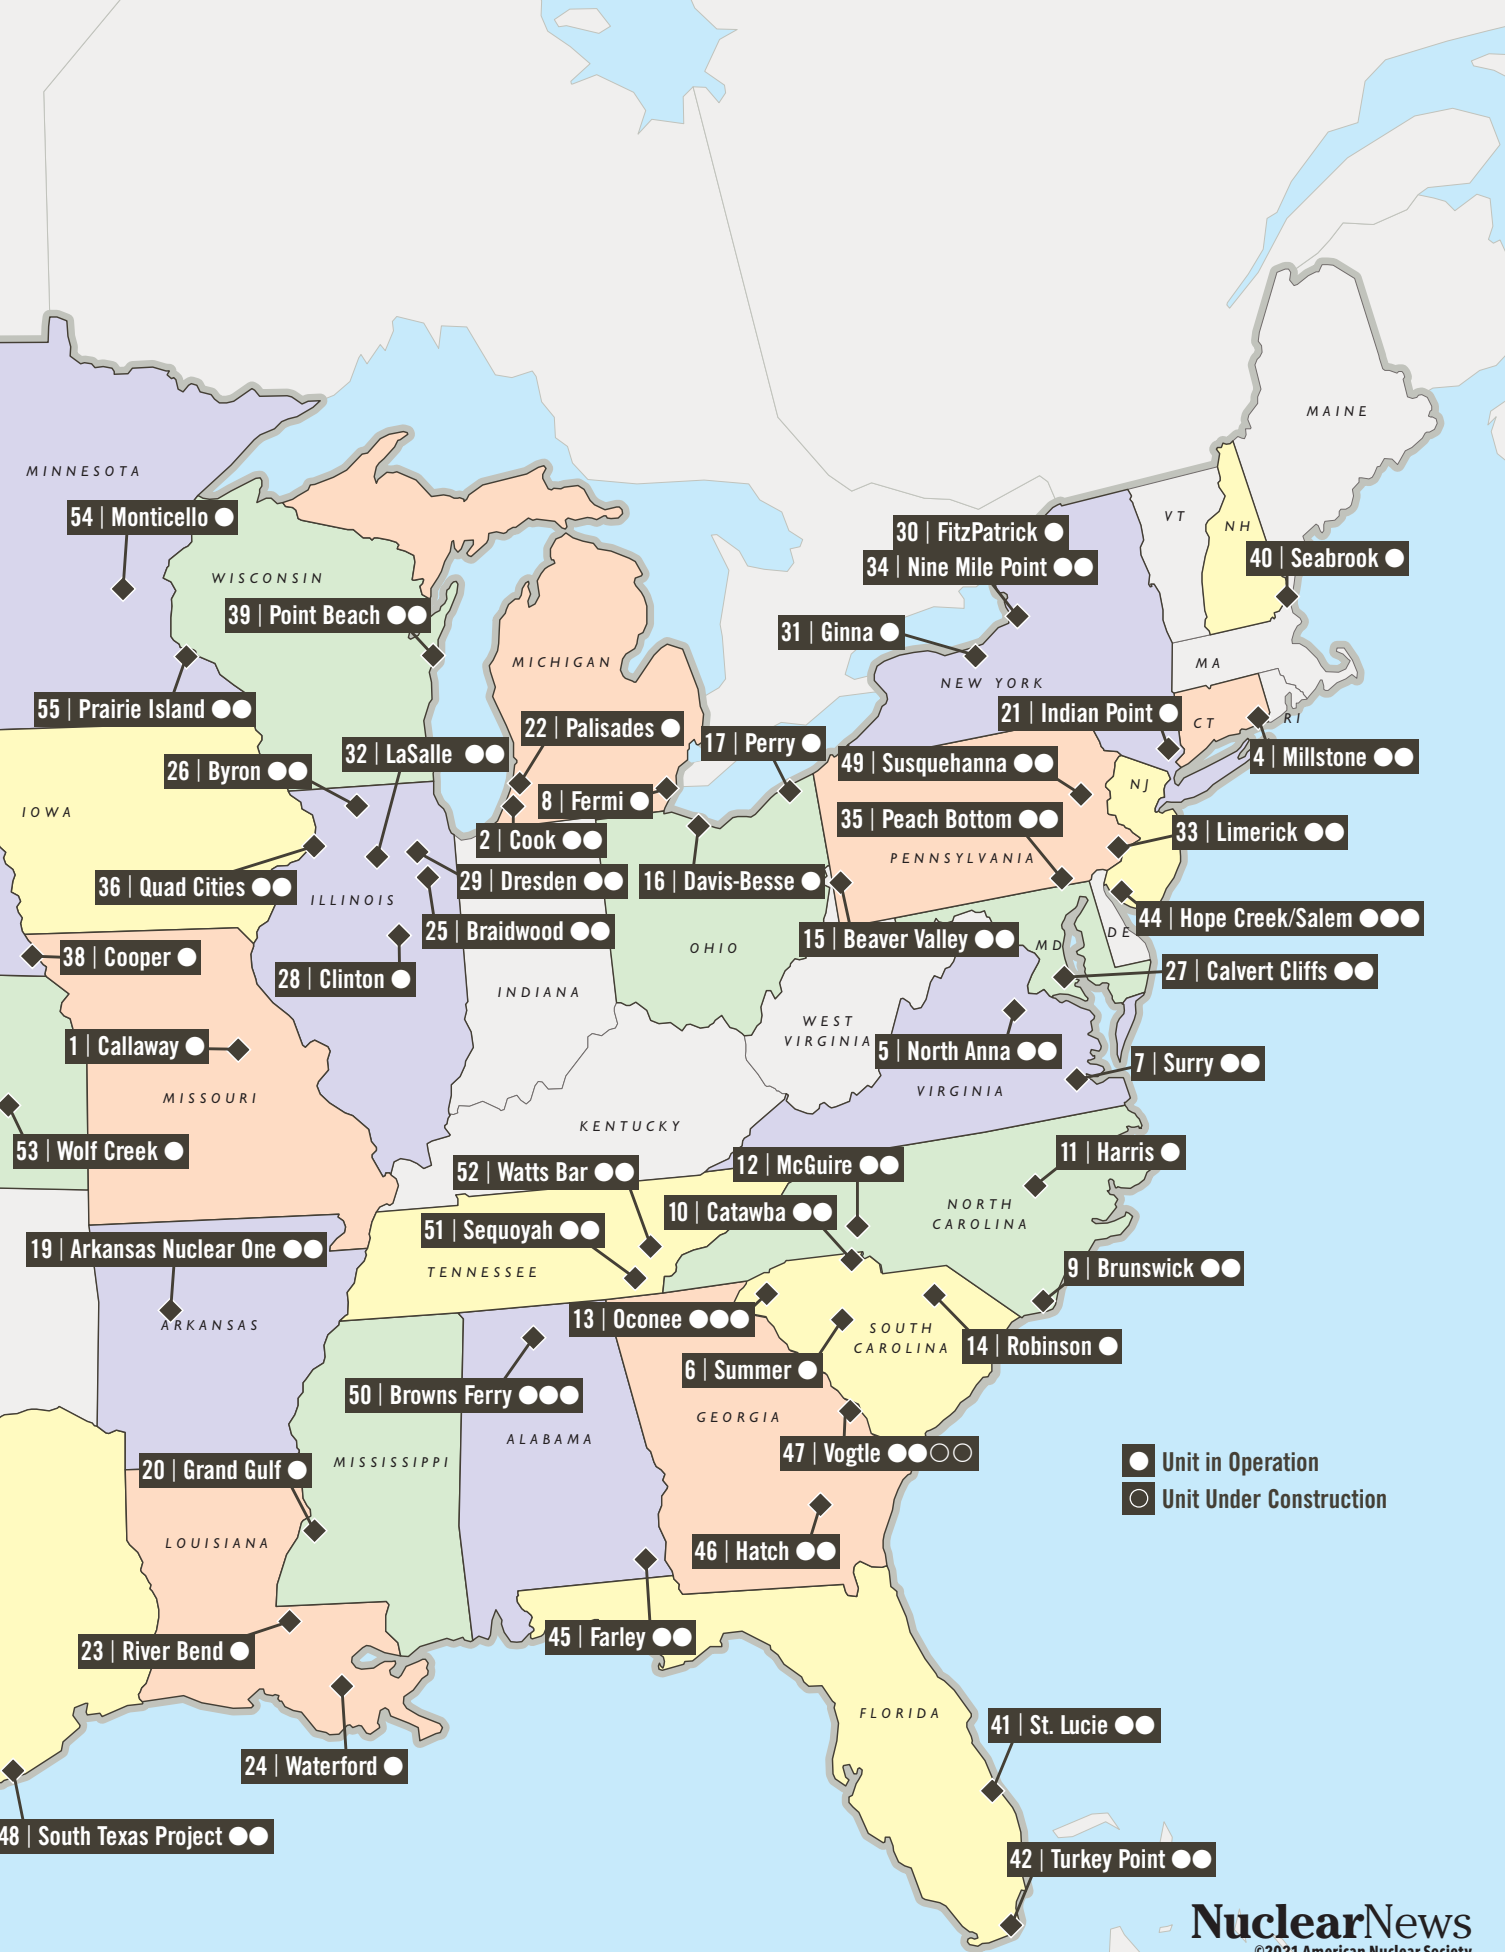 MAINE
MINNESOTA
VT
NH
54 | Monticello
30 | FitzPatrick
34 | Nine Mile Point
40 | Seabrook
WISCONSIN
39 | Point Beach
31 | Ginna
MICHIGAN
MA
NEW YORK
55 | Prairie Island
21 | Indian Point
CT
RI
22 | Palisades
17 | Perry
32 | LaSalle
49 | Susquehanna
4 | Millstone
26 | Byron
NJ
8 | Fermi
IOWA
35 | Peach Bottom
33 | Limerick
2 | Cook
PENNSYLVANIA
36 | Quad Cities
29 | Dresden
16 | Davis-Besse
ILLINOIS
44 | Hope Creek/Salem
25 | Braidwood
15 | Beaver Valley
DE
MD
OHIO
38 | Cooper
27 | Calvert Cliffs
28 | Clinton
INDIANA
WEST
VIRGINIA
1 | Callaway
5 | North Anna
7 | Surry
VIRGINIA
MISSOURI
KENTUCKY
53 | Wolf Creek
11 | Harris
52 | Watts Bar
12 | McGuire
NORTH
CAROLINA
10 | Catawba
51 | Sequoyah
19 | Arkansas Nuclear One
TENNESSEE
9 | Brunswick
ARKANSAS
13 | Oconee
SOUTH
CAROLINA
14 | Robinson
6 | Summer
50 | Browns Ferry
GEORGIA
ALABAMA
47 | Vogtle
MISSISSIPPI
20 | Grand Gulf
Unit in Operation
Unit Under Construction
LOUISIANA
46 | Hatch
45 | Farley
23 | River Bend
FLORIDA
41 | St. Lucie
24 | Waterford
48 | South Texas Project
42 | Turkey Point
NuclearNews
©2021 American Nuclear Society